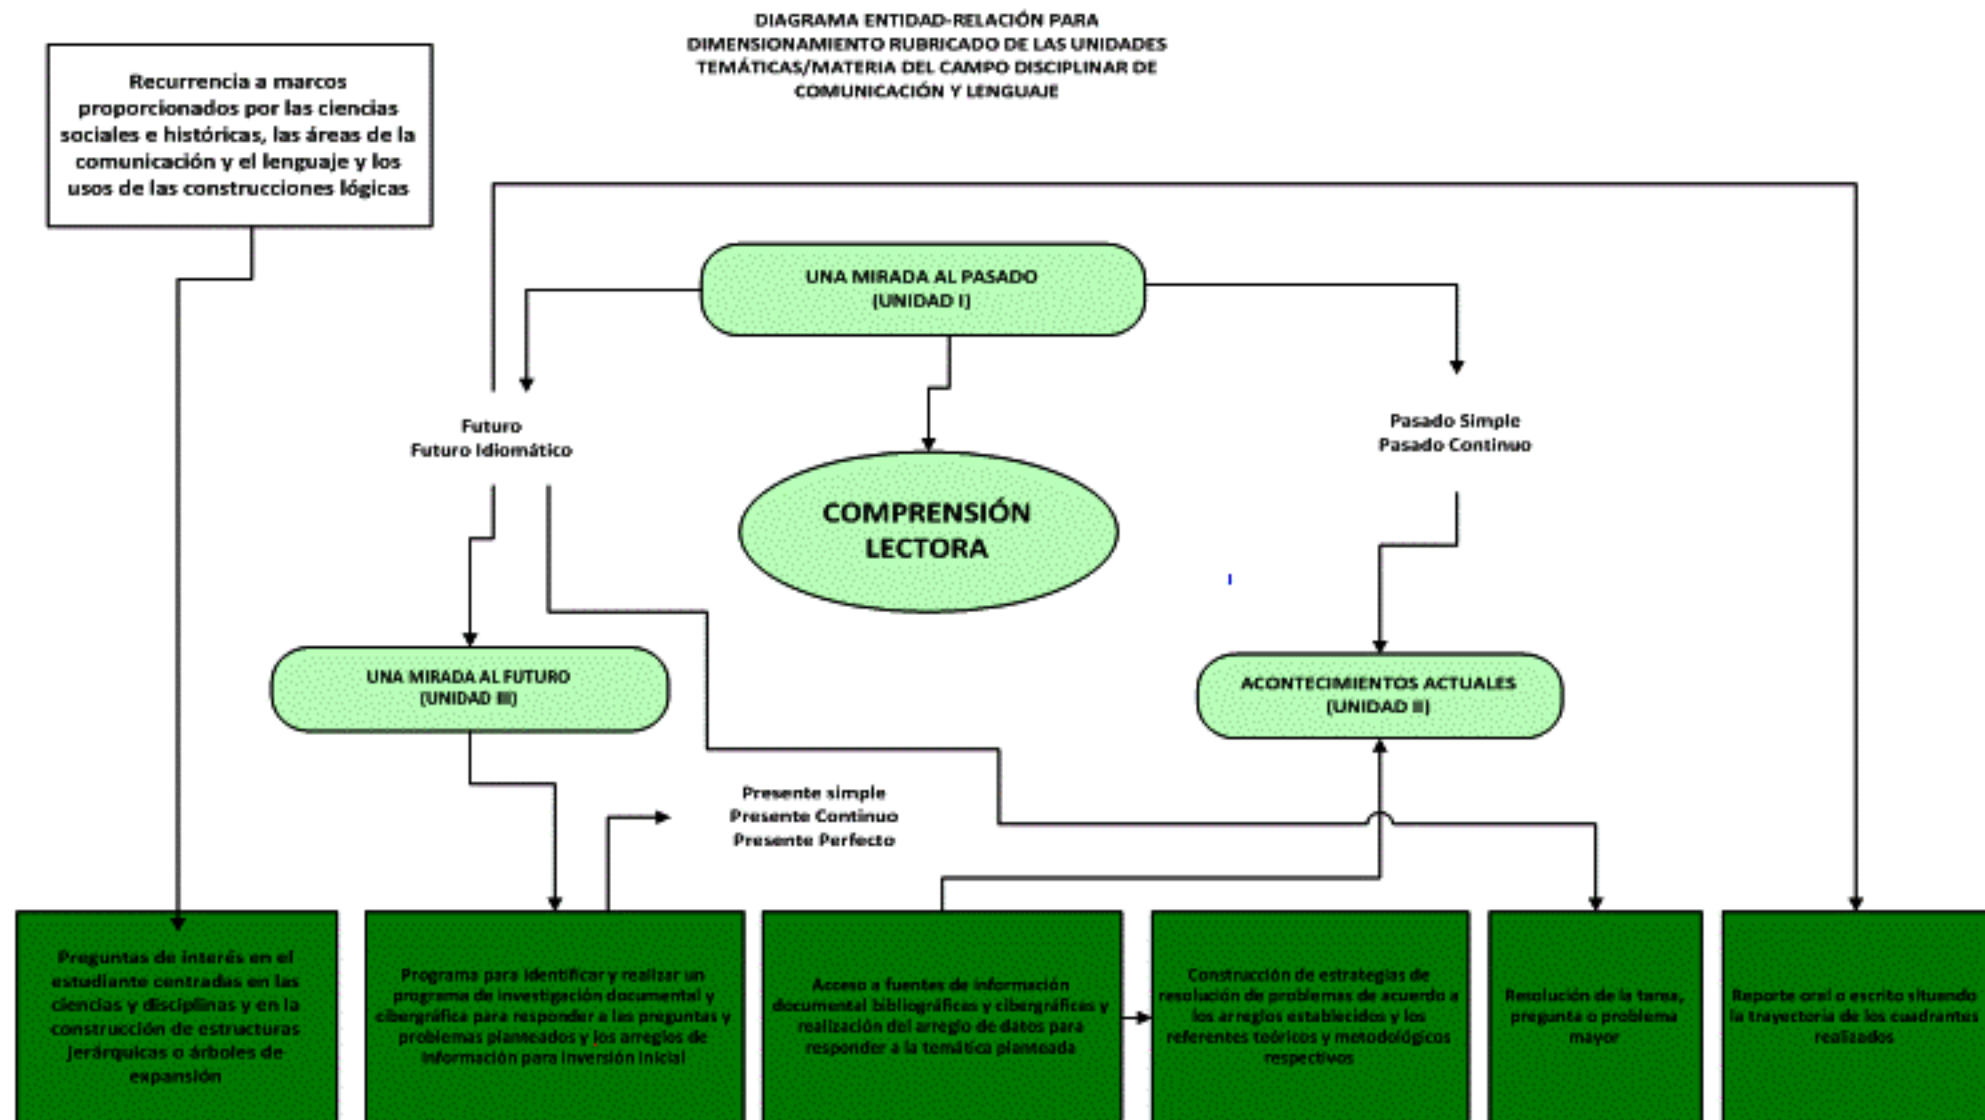 DIAGRAMA ENTIDAD-RELACIÓN PARA
DIMENSIONAMIENTO RUBRICADO DE LAS UNIDADES
TEMÁTICAS/MATERIA DEL CAMPO DISCIPLINAR DE
COMUNICACIÓN Y LENGUAJE
Recurrencia a marcos
proporcionados por las ciencias
sociales e históricas, las áreas de la
comunicación y el lenguaje y los
usos de las construcciones lógicas
UNA MIRADA AL PASADO
(UNIDAD I)
Futuro
Futuro Idiomático
Pasado Simple
Pasado Continuo
COMPRENSIÓN
LECTORA
UNA MIRADA AL FUTURO
(UNIDAD III)
ACONTECIMIENTOS ACTUALES
(UNIDAD II)
Presente simple
Presente Continuo
Presente Perfecto
Preguntas de interés en el
estudiante centradas en las
ciencias y disciplinas y en la
construcción de estructuras
jerárquicas o árboles de
expansión
Programa para identificar y realizar un
programa de investigación documental y
cibergráfica para responder a las preguntas y
problemas planteados y los arreglos de
información para inversión inicial
Acceso a fuentes de información
documental bibliográficas y cibergráficas y
realización del arreglo de datos para
responder a la temática planteada
Construcción de estrategias de
resolución de problemas de acuerdo a
los arreglos establecidos y los
referentes teóricos y metodológicos
respectivos
Resolución de la tarea,
pregunta o problema
mayor
Reporte oral o escrito situando
la trayectoria de los cuadrantes
realizados